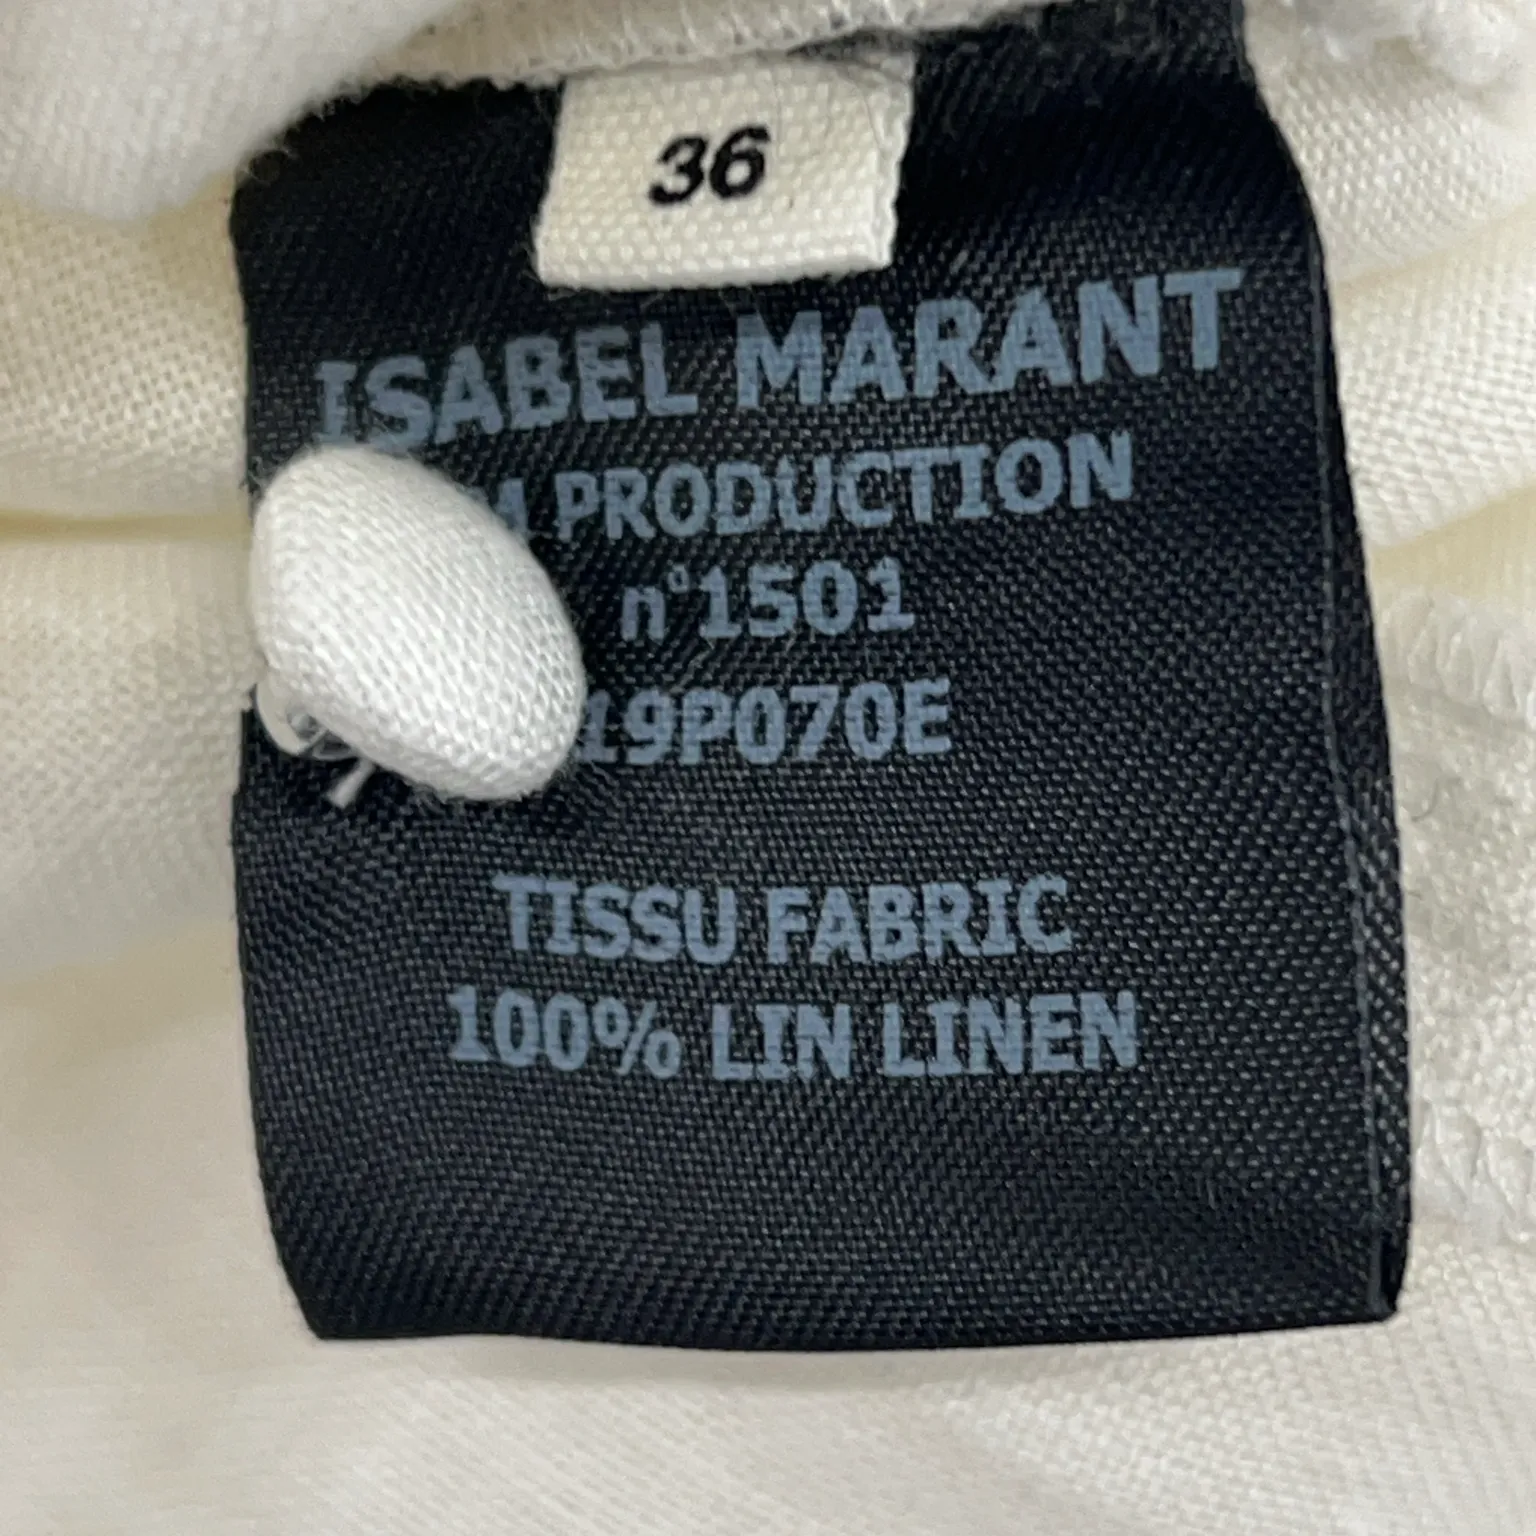 36
ISABEL MARANT
PRODUCTION
n°1501
19P070E
TISSU FABRIC
100% LIN LINEN